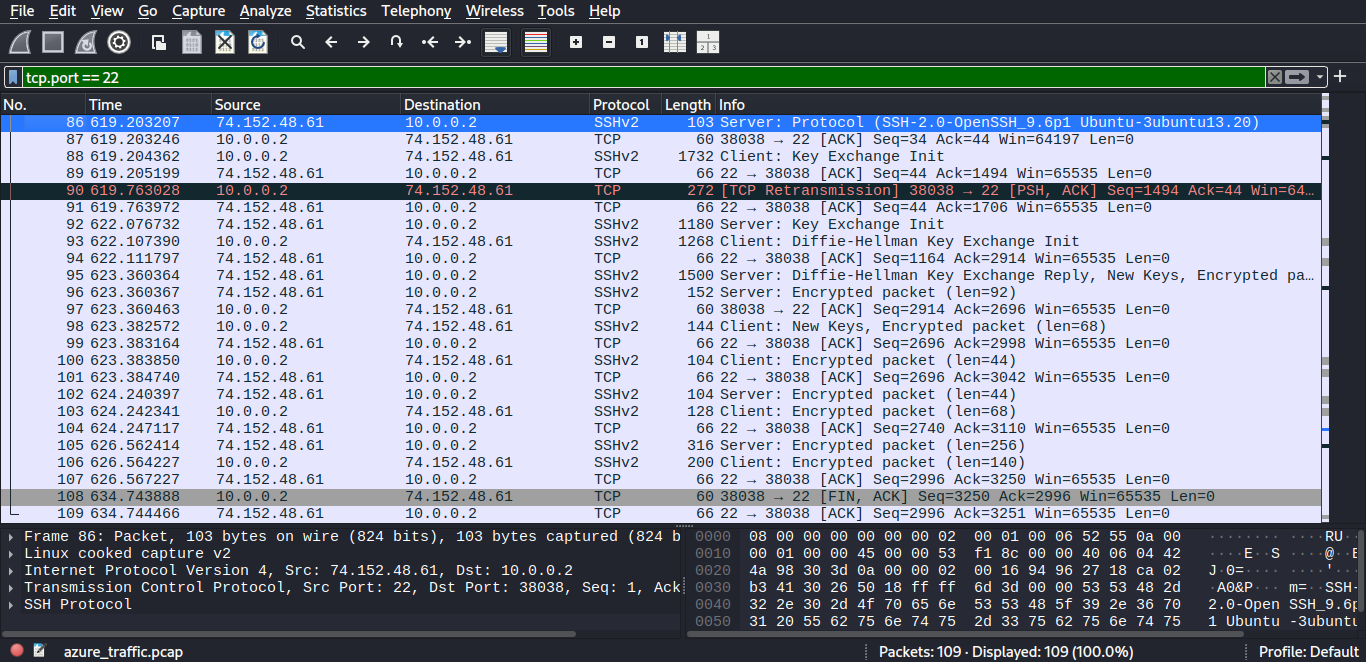 File Edit View Go Capture Analyze Statistics Telephony Wireless Tools Help
tcp.port == 22
No. Time Source Destination Protocol Length Info
86 619.203207 74.152.48.61 10.0.0.2 SSHv2 103 Server: Protocol (SSH-2.0-OpenSSH_9.6p1 Ubuntu-3ubuntu13.20)
87 619.203246 10.0.0.2 74.152.48.61 TCP 60 38038 → 22 [ACK] Seq=34 Ack=44 Win=64197 Len=0
88 619.204362 10.0.0.2 74.152.48.61 SSHv2 1732 Client: Key Exchange Init
89 619.205199 74.152.48.61 10.0.0.2 TCP 66 22 → 38038 [ACK] Seq=44 Ack=1494 Win=65535 Len=0
90 619.763028 10.0.0.2 74.152.48.61 TCP 272 [TCP Retransmission] 38038 → 22 [PSH, ACK] Seq=1494 Ack=44 Win=64…
91 619.763972 74.152.48.61 10.0.0.2 TCP 66 22 → 38038 [ACK] Seq=44 Ack=1706 Win=65535 Len=0
92 622.076732 74.152.48.61 10.0.0.2 SSHv2 1180 Server: Key Exchange Init
93 622.107390 10.0.0.2 74.152.48.61 SSHv2 1268 Client: Diffie-Hellman Key Exchange Init
94 622.111797 74.152.48.61 10.0.0.2 TCP 66 22 → 38038 [ACK] Seq=1164 Ack=2914 Win=65535 Len=0
95 623.360364 74.152.48.61 10.0.0.2 SSHv2 1500 Server: Diffie-Hellman Key Exchange Reply, New Keys, Encrypted pa…
96 623.360367 74.152.48.61 10.0.0.2 SSHv2 152 Server: Encrypted packet (len=92)
97 623.360463 10.0.0.2 74.152.48.61 TCP 60 38038 → 22 [ACK] Seq=2914 Ack=2696 Win=65535 Len=0
98 623.382572 10.0.0.2 74.152.48.61 SSHv2 144 Client: New Keys, Encrypted packet (len=68)
99 623.383164 74.152.48.61 10.0.0.2 TCP 66 22 → 38038 [ACK] Seq=2696 Ack=2998 Win=65535 Len=0
100 623.383850 10.0.0.2 74.152.48.61 SSHv2 104 Client: Encrypted packet (len=44)
101 623.384740 74.152.48.61 10.0.0.2 TCP 66 22 → 38038 [ACK] Seq=2696 Ack=3042 Win=65535 Len=0
102 624.240397 74.152.48.61 10.0.0.2 SSHv2 104 Server: Encrypted packet (len=44)
103 624.242341 10.0.0.2 74.152.48.61 SSHv2 128 Client: Encrypted packet (len=68)
104 624.247117 74.152.48.61 10.0.0.2 TCP 66 22 → 38038 [ACK] Seq=2740 Ack=3110 Win=65535 Len=0
105 626.562414 74.152.48.61 10.0.0.2 SSHv2 316 Server: Encrypted packet (len=256)
106 626.564227 10.0.0.2 74.152.48.61 SSHv2 200 Client: Encrypted packet (len=140)
107 626.567227 74.152.48.61 10.0.0.2 TCP 66 22 → 38038 [ACK] Seq=2996 Ack=3250 Win=65535 Len=0
108 634.743888 10.0.0.2 74.152.48.61 TCP 60 38038 → 22 [FIN, ACK] Seq=3250 Ack=2996 Win=65535 Len=0
109 634.744466 74.152.48.61 10.0.0.2 TCP 66 22 → 38038 [ACK] Seq=2996 Ack=3251 Win=65535 Len=0
Frame 86: Packet, 103 bytes on wire (824 bits), 103 bytes captured (824 b
Linux cooked capture v2
Internet Protocol Version 4, Src: 74.152.48.61, Dst: 10.0.0.2
Transmission Control Protocol, Src Port: 22, Dst Port: 38038, Seq: 1, Ack:
SSH Protocol
0000 08 00 00 00 00 00 00 02 00 01 00 06 52 55 0a 00 ········ ····RU··
0010 00 01 00 00 45 00 00 53 f1 8c 00 00 40 06 04 42 ····E··S ····@··B
0020 4a 98 30 3d 0a 00 00 02 00 16 94 96 27 18 ca 02 J·0=···· ····'···
0030 b3 41 30 26 50 18 ff ff 6d 3d 00 00 53 53 48 2d ·A0&P··· m=··SSH-
0040 32 2e 30 2d 4f 70 65 6e 53 53 48 5f 39 2e 36 70 2.0-Open SSH_9.6p
0050 31 20 55 62 75 6e 74 75 2d 33 75 62 75 6e 74 75 1 Ubuntu -3ubuntu
azure_traffic.pcap Packets: 109 · Displayed: 109 (100.0%) Profile: Default